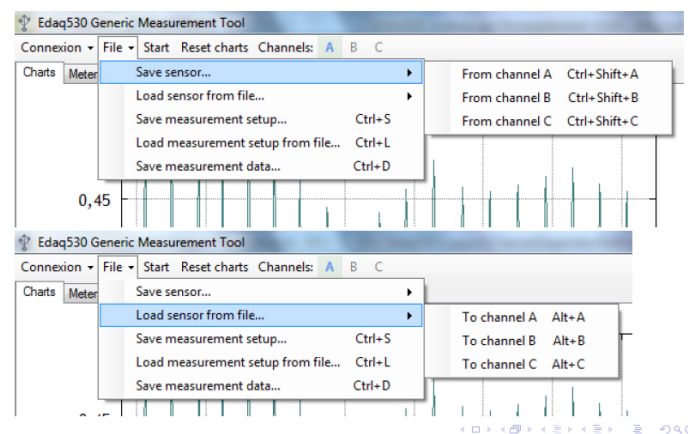 Edaq530 Generic Measurement Tool
Connexion File Start Reset charts Channels: A B C
Charts Meter
Save sensor...
From channel A Ctrl+Shift+A
Load sensor from file...
From channel B Ctrl+Shift+B
Save measurement setup... Ctrl+S
From channel C Ctrl+Shift+C
Load measurement setup from file... Ctrl+L
Save measurement data... Ctrl+D
0,45
Edaq530 Generic Measurement Tool
Connexion File Start Reset charts Channels: A B C
Charts Meter
Save sensor...
Load sensor from file...
To channel A Alt+A
Save measurement setup... Ctrl+S
To channel B Alt+B
Load measurement setup from file... Ctrl+L
To channel C Alt+C
Save measurement data... Ctrl+D